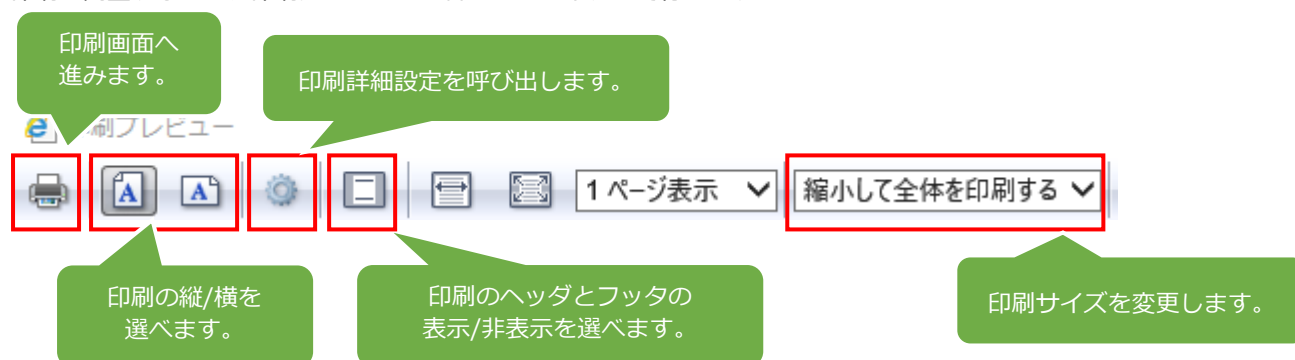 印刷画面へ
進みます。
印刷詳細設定を呼び出します。
刷プレビュー
1 ページ表示
縮小して全体を印刷する
印刷の縦/横を
選べます。
印刷のヘッダとフッタの
表示/非表示を選べます。
印刷サイズを変更します。